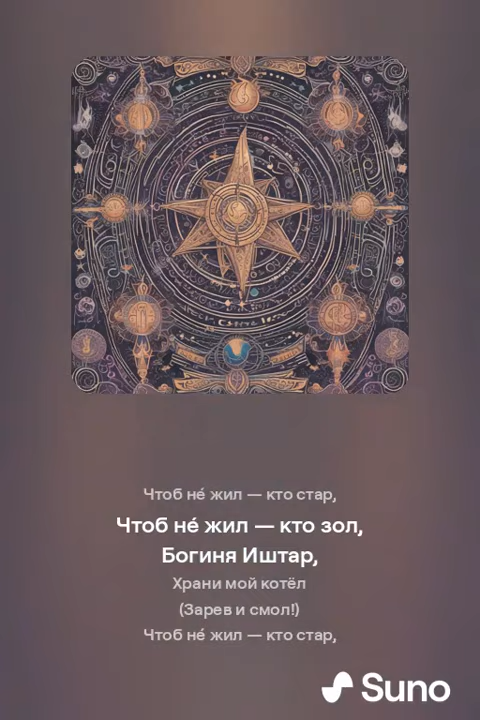 Чтоб не́ жил — кто стар,
Чтоб не́ жил — кто зол,
Богиня Иштар,
Храни мой котёл
(Зарев и смол!)
Чтоб не́ жил — кто стар,
Suno